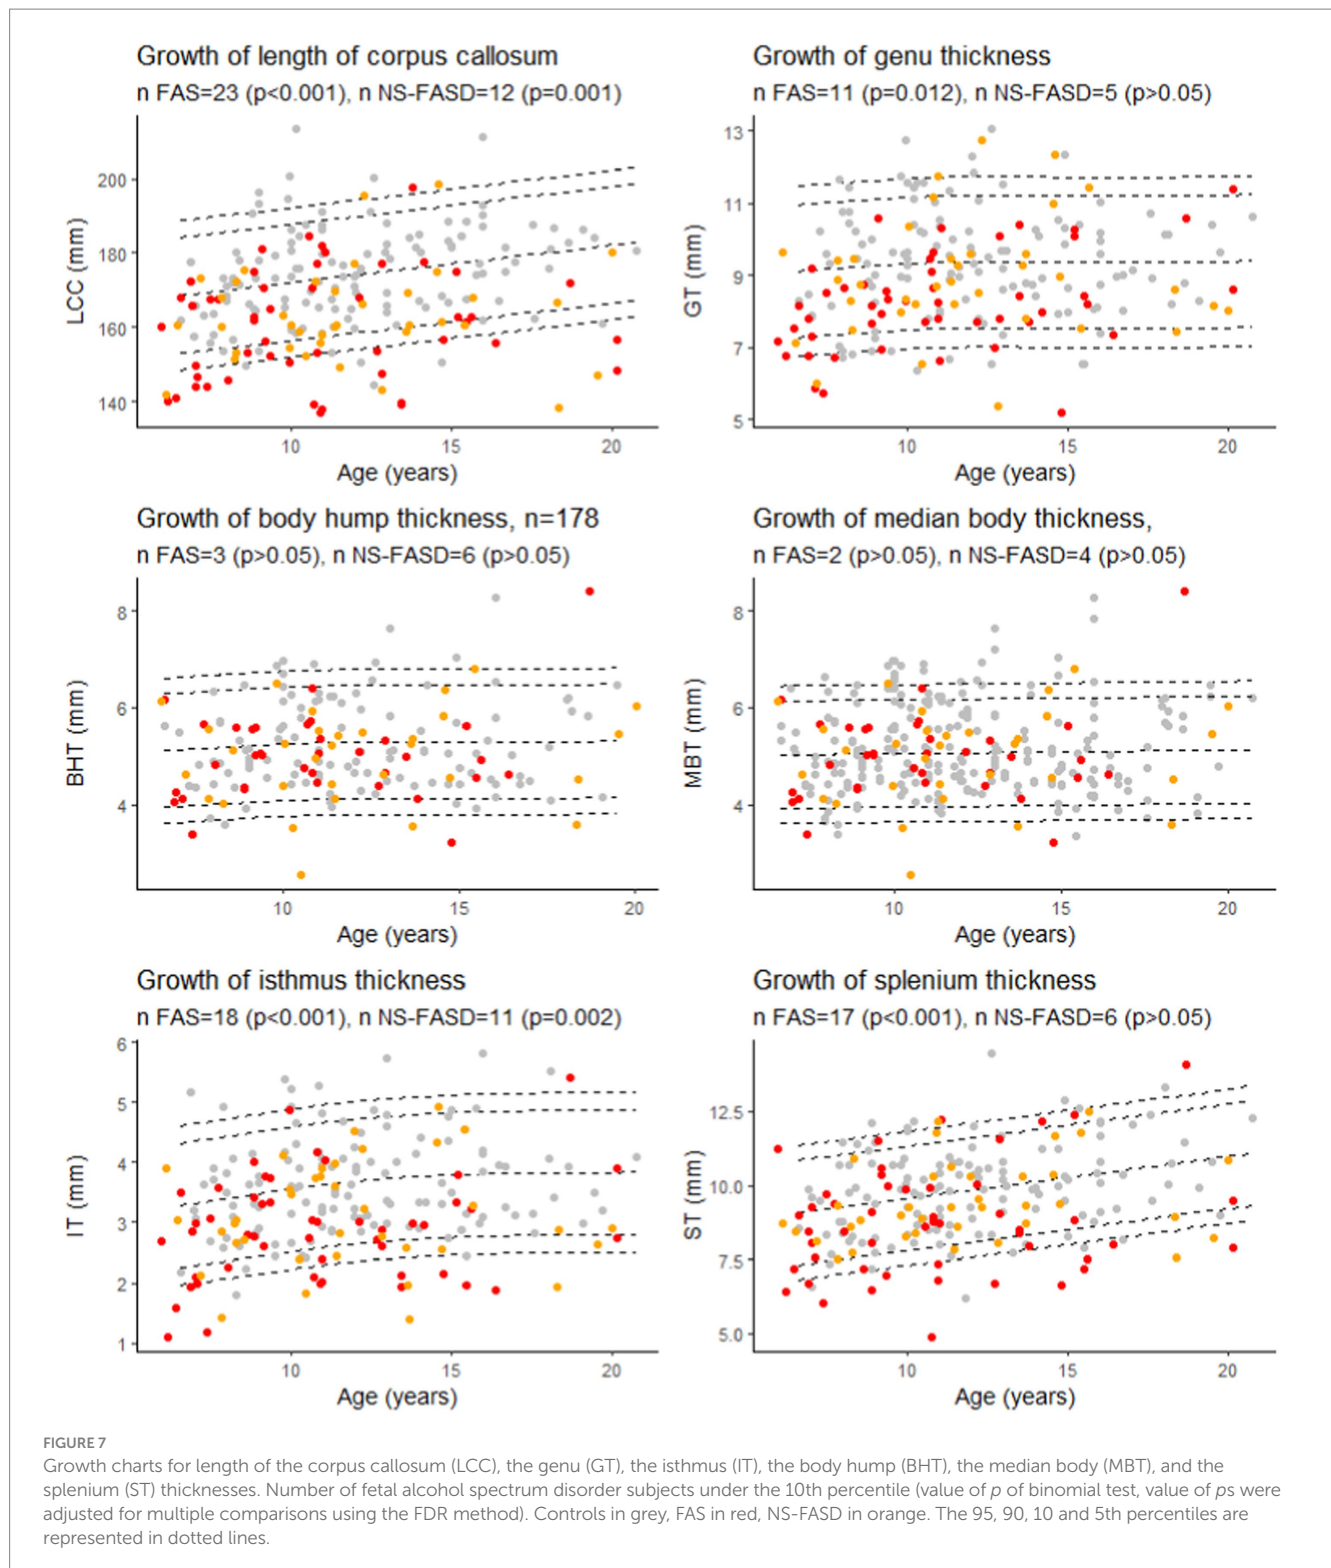 Growth of length of corpus callosum
n FAS=23 (p<0.001), n NS-FASD=12 (p=0.001)
LCC (mm)
200
180
160
140
10
15
20
Age (years)
Growth of genu thickness
n FAS=11 (p=0.012), n NS-FASD=5 (p>0.05)
GT (mm)
13
11
9
7
5
10
15
20
Age (years)
Growth of body hump thickness, n=178
n FAS=3 (p>0.05), n NS-FASD=6 (p>0.05)
BHT (mm)
8
6
4
10
15
20
Age (years)
Growth of median body thickness,
n FAS=2 (p>0.05), n NS-FASD=4 (p>0.05)
MBT (mm)
8
6
4
10
15
20
Age (years)
Growth of isthmus thickness
n FAS=18 (p<0.001), n NS-FASD=11 (p=0.002)
IT (mm)
6
5
4
3
2
1
10
15
20
Age (years)
Growth of splenium thickness
n FAS=17 (p<0.001), n NS-FASD=6 (p>0.05)
ST (mm)
12.5
10.0
7.5
5.0
10
15
20
Age (years)
FIGURE 7
Growth charts for length of the corpus callosum (LCC), the genu (GT), the isthmus (IT), the body hump (BHT), the median body (MBT), and the
splenium (ST) thicknesses. Number of fetal alcohol spectrum disorder subjects under the 10th percentile (value of p of binomial test, value of ps were
adjusted for multiple comparisons using the FDR method). Controls in grey, FAS in red, NS-FASD in orange. The 95, 90, 10 and 5th percentiles are
represented in dotted lines.